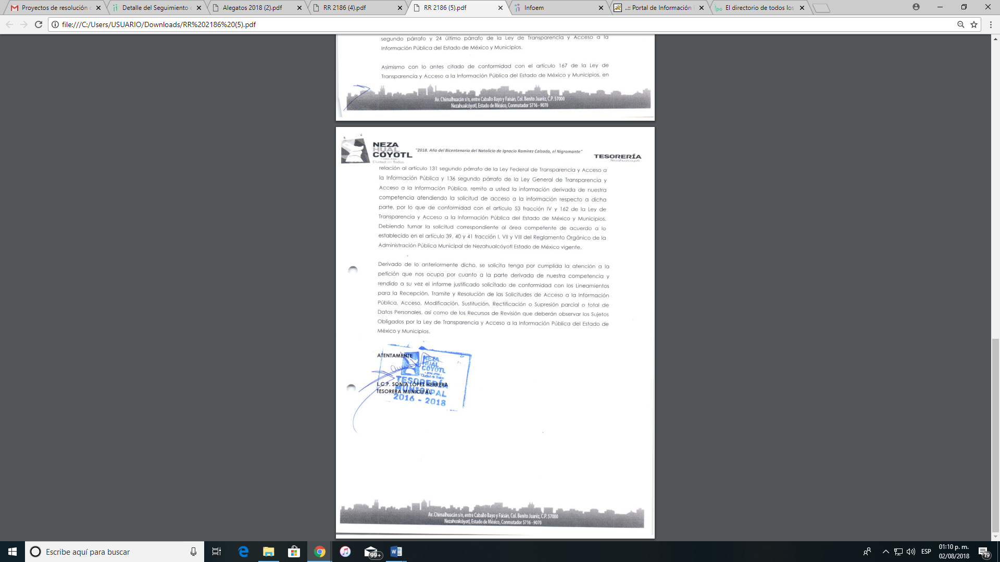 Proyectos de resolución
Detalle del Seguimiento
Alegatos 2018 (2).pdf
RR 2186 (4).pdf
RR 2186 (5).pdf
Infoem
..:: Portal de Información
El directorio de todos los
file:///C:/Users/USUARIO/Downloads/RR%202186%20(5).pdf
segundo párrafo y 24 último párrafo de la Ley de Transparencia y Acceso a la
Información Pública del Estado de México y Municipios.
Asimismo con lo antes citado de conformidad con el artículo 167 de la Ley de
Transparencia y Acceso a la Información Pública del Estado de México y Municipios, en
Av. Chimalhuacán s/n, entre Caballo Bayo y Faisán, Col. Benito Juaréz, C.P. 57000
Nezahualcóyotl, Estado de México, Conmutador 5716 - 9070
NEZA
HUAL
COYOTL
Ciudad de Todos
"2018. Año del Bicentenario del Natalicio de Ignacio Ramírez Calzada, el Nigromante"
TESORERÍA
Nezahualcóyotl
relación al artículo 131 segundo párrafo de la Ley Federal de Transparencia y Acceso a
la Información Pública y 136 segundo párrafo de la Ley General de Transparencia y
Acceso a la Información Pública, remito a usted la información derivada de nuestra
competencia atendiendo la solicitud de acceso a la información respecto a dicha
parte, por lo que de conformidad con el artículo 53 fracción IV y 162 de la Ley de
Transparencia y Acceso a la Información Pública del Estado de México y Municipios.
Debiendo turnar la solicitud correspondiente al área competente de acuerdo a lo
establecido en el artículo 39, 40 y 41 fracción I, VII y VIII del Reglamento Orgánico de la
Administración Pública Municipal de Nezahualcóyotl Estado de México vigente.
Derivado de lo anteriormente dicho, se solicita tenga por cumplida la atención a la
petición que nos ocupa por cuanto a la parte derivada de nuestra competencia y
rendido a su vez el informe justificado solicitado de conformidad con los Lineamientos
para la Recepción, Tramite y Resolución de las Solicitudes de Acceso a la Información
Pública, Acceso, Modificación, Sustitución, Rectificación o Supresión parcial o total de
Datos Personales, así como de los Recursos de Revisión que deberán observar los Sujetos
Obligados por la Ley de Transparencia y Acceso a la Información Pública del Estado de
México y Municipios.
ATENTAMENTE
NEZA
HUAL
COYOTL
Ciudad de Todos
TESORERÍA
MUNICIPAL
2016 - 2018
L.C.P. SONIA LÓPEZ HERRERA
TESORERA MUNICIPAL
Av. Chimalhuacán s/n, entre Caballo Bayo y Faisán, Col. Benito Juaréz, C.P. 57000
Nezahualcóyotl, Estado de México, Conmutador 5716 - 9070
Escribe aquí para buscar
99+
ESP
01:10 p. m.
02/08/2018
19